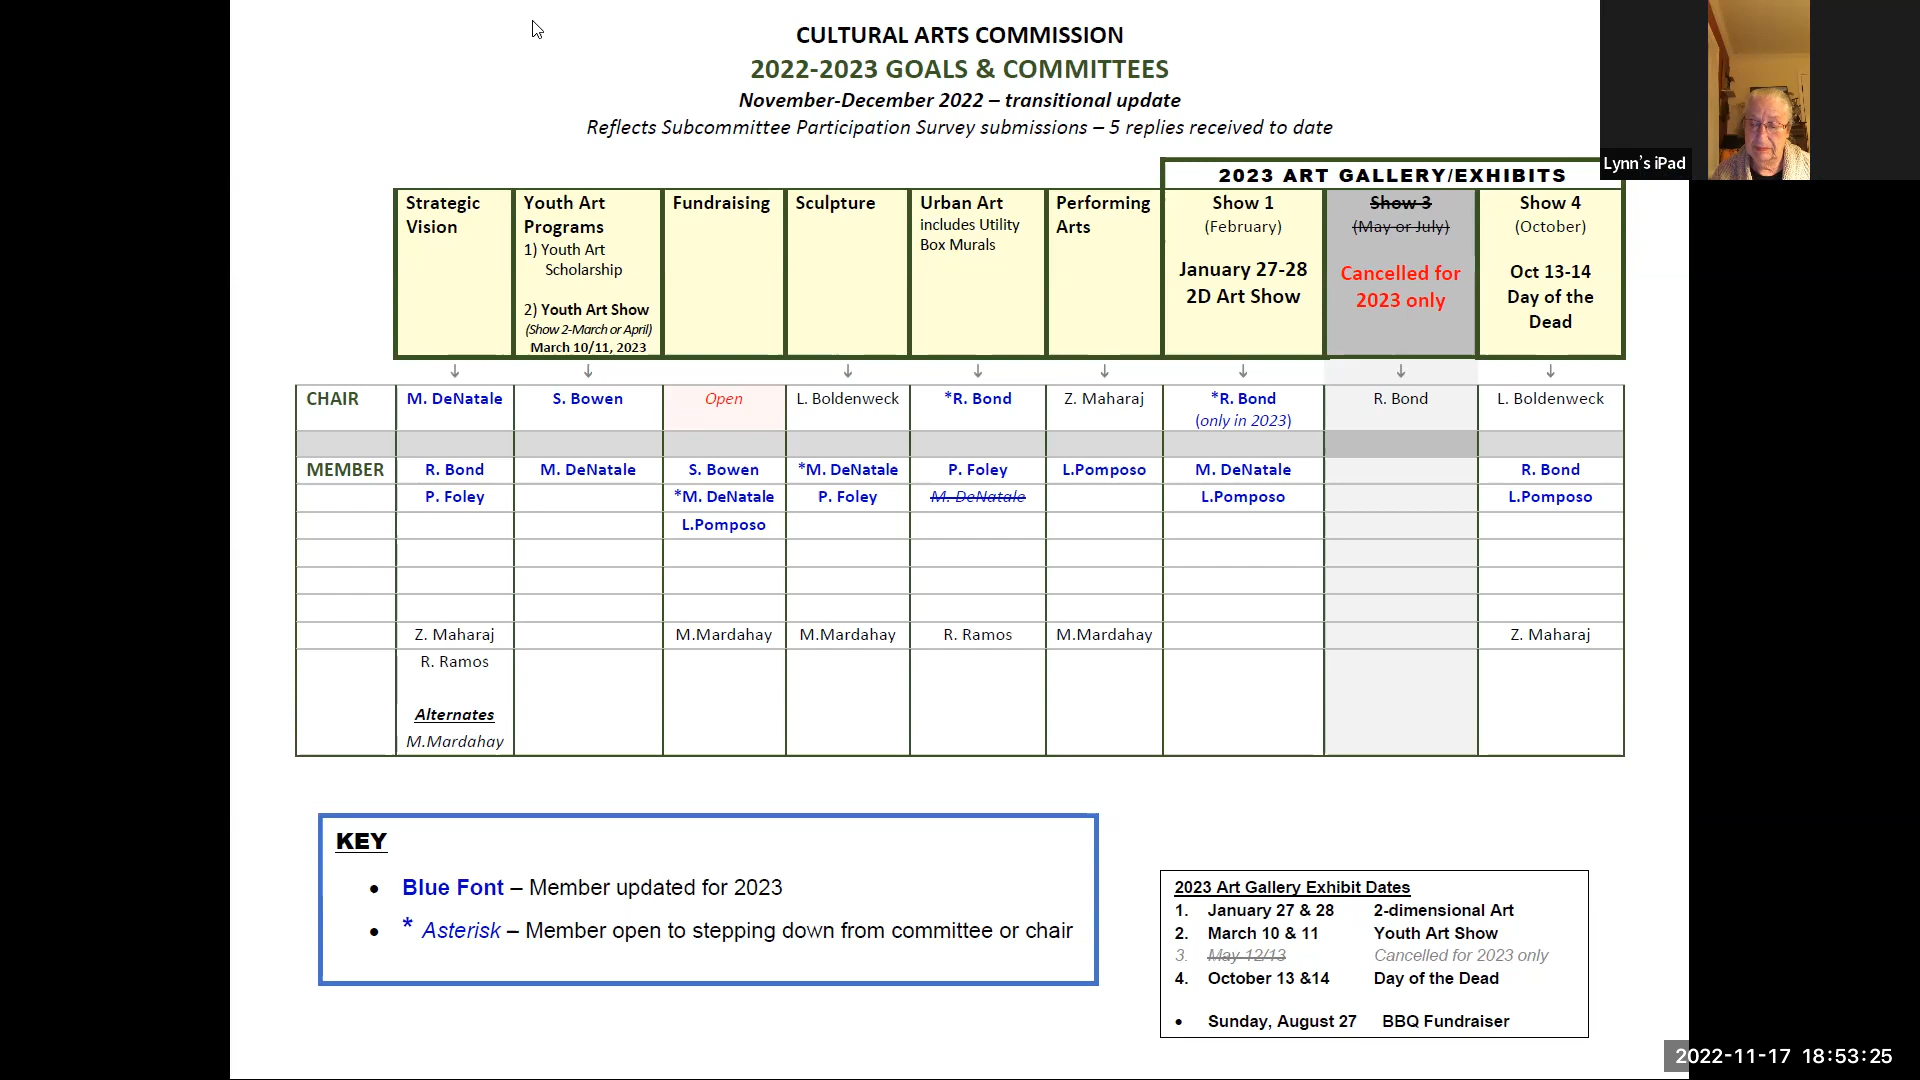 CULTURAL ARTS COMMISSION
2022-2023 GOALS & COMMITTEES
November-December 2022 – transitional update
Reflects Subcommittee Participation Survey submissions – 5 replies received to date
Lynn's iPad
2023 ART GALLERY/EXHIBITS
Strategic
Vision
Youth Art
Programs
1) Youth Art
Scholarship
2) Youth Art Show
(Show 2-March or April)
March 10/11, 2023
Fundraising
Sculpture
Urban Art
includes Utility
Box Murals
Performing
Arts
Show 1
(February)
January 27-28
2D Art Show
Show 3
(May or July)
Cancelled for
2023 only
Show 4
(October)
Oct 13-14
Day of the
Dead
↓ ↓ ↓ ↓ ↓ ↓ ↓ ↓
CHAIR M. DeNatale S. Bowen Open L. Boldenweck *R. Bond Z. Maharaj *R. Bond R. Bond L. Boldenweck
(only in 2023)
MEMBER R. Bond M. DeNatale S. Bowen *M. DeNatale P. Foley L.Pomposo M. DeNatale R. Bond
P. Foley *M. DeNatale P. Foley M. DeNatale L.Pomposo L.Pomposo
L.Pomposo
Z. Maharaj M.Mardahay M.Mardahay R. Ramos M.Mardahay Z. Maharaj
R. Ramos
Alternates
M.Mardahay
KEY
• Blue Font – Member updated for 2023
• * Asterisk – Member open to stepping down from committee or chair
2023 Art Gallery Exhibit Dates
1. January 27 & 28 2-dimensional Art
2. March 10 & 11 Youth Art Show
3. May 12/13 Cancelled for 2023 only
4. October 13 &14 Day of the Dead
• Sunday, August 27 BBQ Fundraiser
2022-11-17 18:53:25